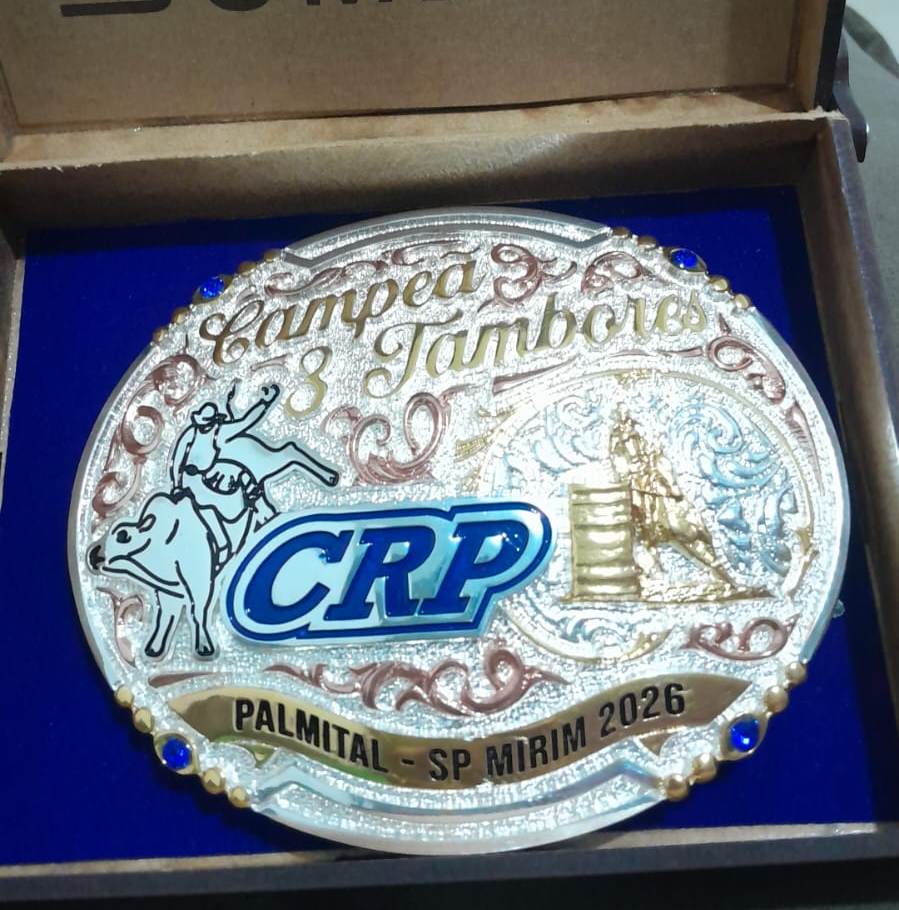 Campeã
3 Tambores
CRP
PALMITAL - SP MIRIM 2026